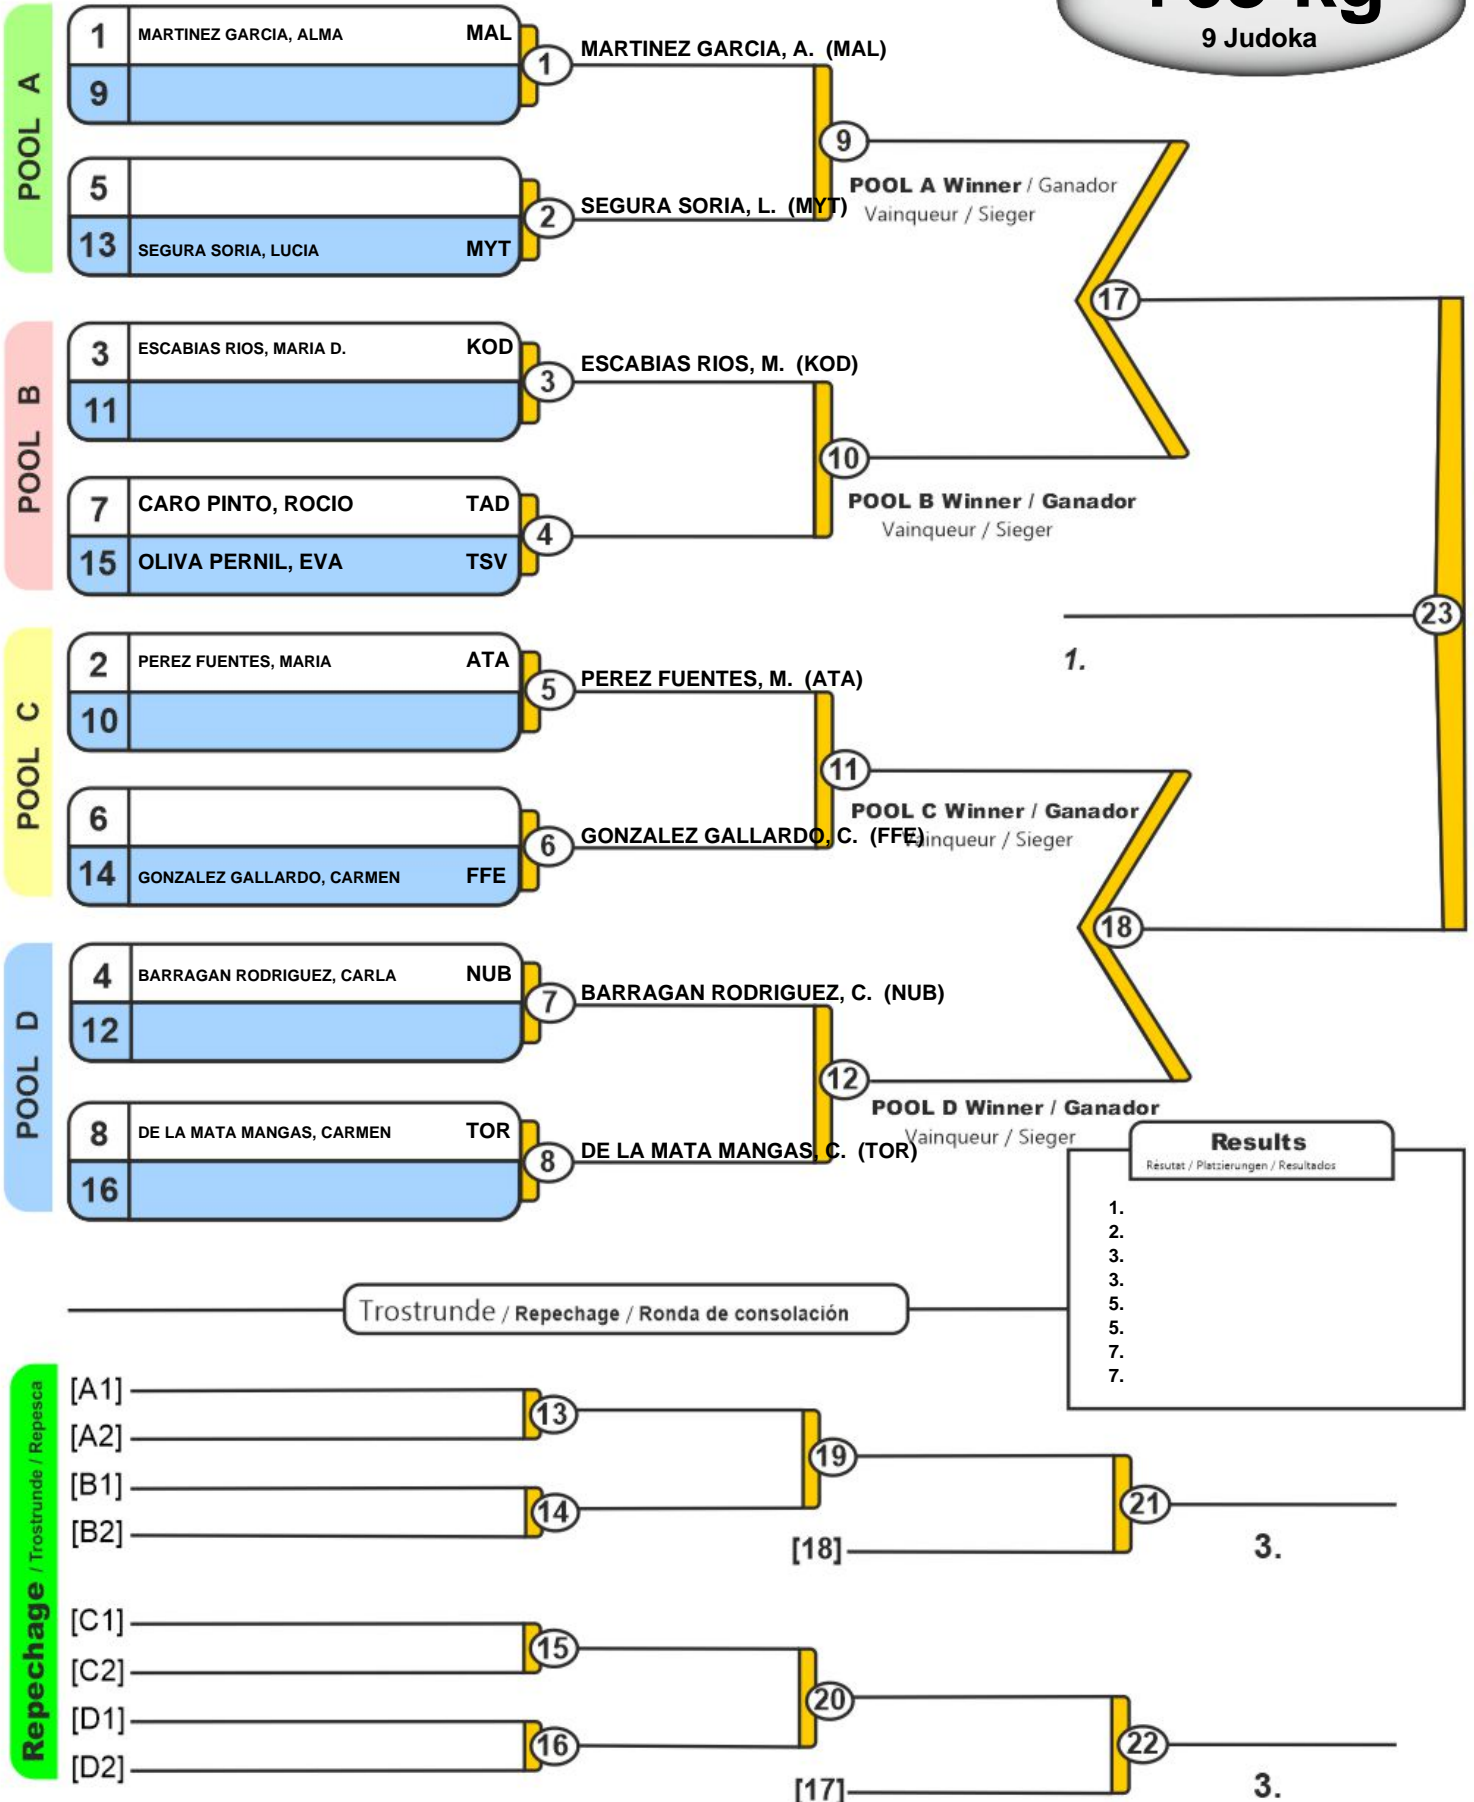 9 Judoka
POOL A
1 MARTINEZ GARCIA, ALMA MAL
9
1
MARTINEZ GARCIA, A. (MAL)
5
13 SEGURA SORIA, LUCIA MYT
2
SEGURA SORIA, L. (MYT)
9
POOL A Winner / Ganador
Vainqueur / Sieger
17
POOL B
3 ESCABIAS RIOS, MARIA D. KOD
11
3
ESCABIAS RIOS, M. (KOD)
7 CARO PINTO, ROCIO TAD
15 OLIVA PERNIL, EVA TSV
4
10
POOL B Winner / Ganador
Vainqueur / Sieger
23
1.
POOL C
2 PEREZ FUENTES, MARIA ATA
10
5
PEREZ FUENTES, M. (ATA)
6
14 GONZALEZ GALLARDO, CARMEN FFE
6
GONZALEZ GALLARDO, C. (FFE)
11
POOL C Winner / Ganador
Vainqueur / Sieger
18
POOL D
4 BARRAGAN RODRIGUEZ, CARLA NUB
12
7
BARRAGAN RODRIGUEZ, C. (NUB)
8 DE LA MATA MANGAS, CARMEN TOR
16
8
DE LA MATA MANGAS, C. (TOR)
12
POOL D Winner / Ganador
Vainqueur / Sieger
Results
Résutat / Platzierungen / Resultados
1.
2.
3.
3.
5.
5.
7.
7.
Trostrunde / Repechage / Ronda de consolación
Repechage / Trostrunde / Repesca
[A1]
[A2]
13
[B1]
[B2]
14
19
[18]
21
3.
[C1]
[C2]
15
[D1]
[D2]
16
20
[17]
22
3.